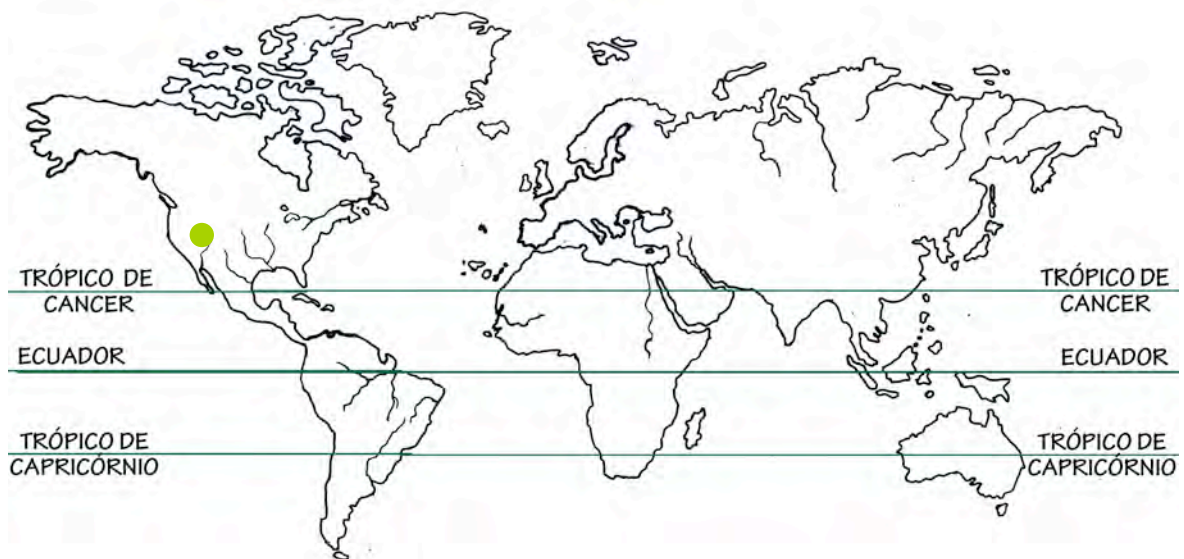 TRÓPICO DE
CANCER
TRÓPICO DE
CANCER
ECUADOR
ECUADOR
TRÓPICO DE
CAPRICÓRNIO
TRÓPICO DE
CAPRICÓRNIO